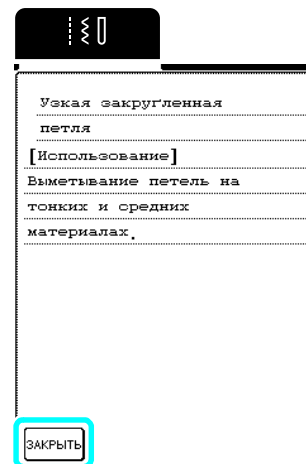 Узкая закругленная
петля
[Использование]
Выметывание петель на
тонких и средних
материалах.
ЗАКРЫТЬ